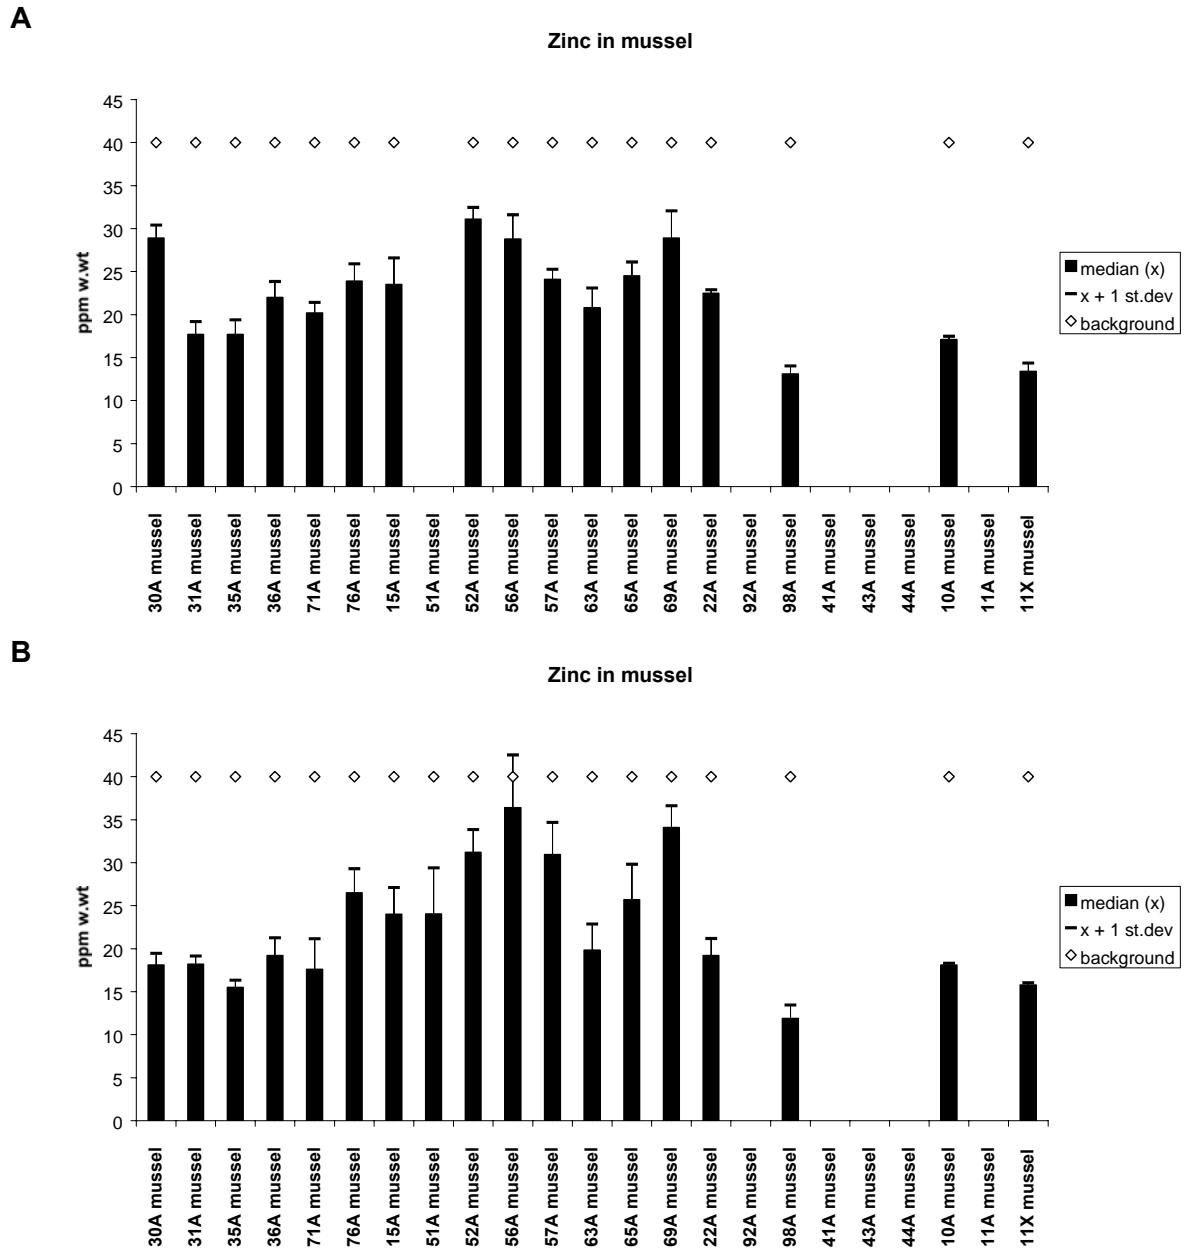 A
Zinc in mussel
45
40
35
30
25
20
15
10
5
0
ppm w.wt
30A mussel
31A mussel
35A mussel
36A mussel
71A mussel
76A mussel
15A mussel
51A mussel
52A mussel
56A mussel
57A mussel
63A mussel
65A mussel
69A mussel
22A mussel
92A mussel
98A mussel
41A mussel
43A mussel
44A mussel
10A mussel
11A mussel
11X mussel
median (x)
x + 1 st.dev
background
B
Zinc in mussel
45
40
35
30
25
20
15
10
5
0
ppm w.wt
30A mussel
31A mussel
35A mussel
36A mussel
71A mussel
76A mussel
15A mussel
51A mussel
52A mussel
56A mussel
57A mussel
63A mussel
65A mussel
69A mussel
22A mussel
92A mussel
98A mussel
41A mussel
43A mussel
44A mussel
10A mussel
11A mussel
11X mussel
median (x)
x + 1 st.dev
background